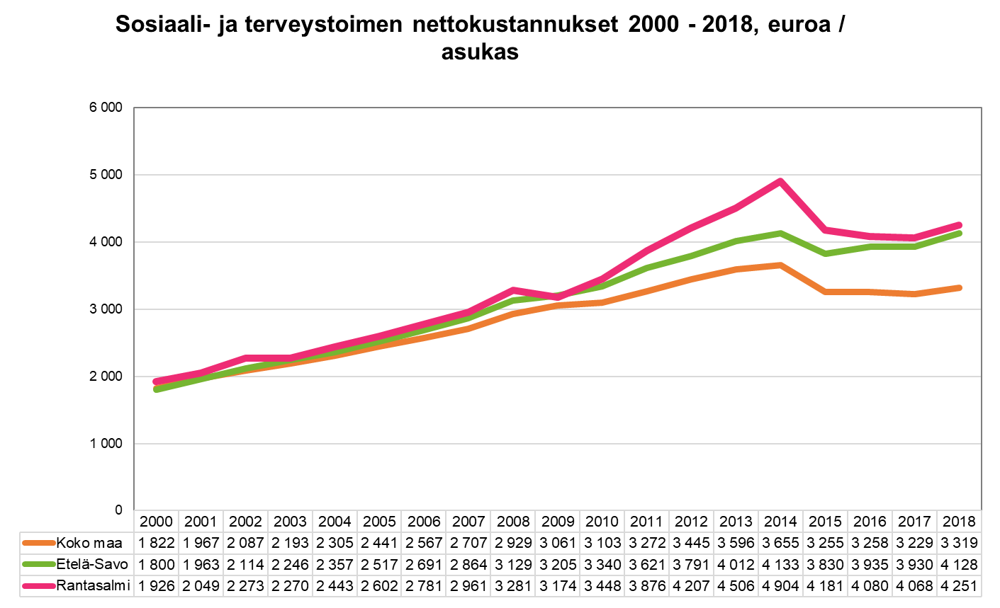 Sosiaali- ja terveystoimen nettokustannukset 2000 - 2018, euroa /
asukas
6 000
5 000
4 000
3 000
2 000
1 000
0
2000 2001 2002 2003 2004 2005 2006 2007 2008 2009 2010 2011 2012 2013 2014 2015 2016 2017 2018
Koko maa 1 822 1 967 2 087 2 193 2 305 2 441 2 567 2 707 2 929 3 061 3 103 3 272 3 445 3 596 3 655 3 255 3 258 3 229 3 319
Etelä-Savo 1 800 1 963 2 114 2 246 2 357 2 517 2 691 2 864 3 129 3 205 3 340 3 621 3 791 4 012 4 133 3 830 3 935 3 930 4 128
Rantasalmi 1 926 2 049 2 273 2 270 2 443 2 602 2 781 2 961 3 281 3 174 3 448 3 876 4 207 4 506 4 904 4 181 4 080 4 068 4 251